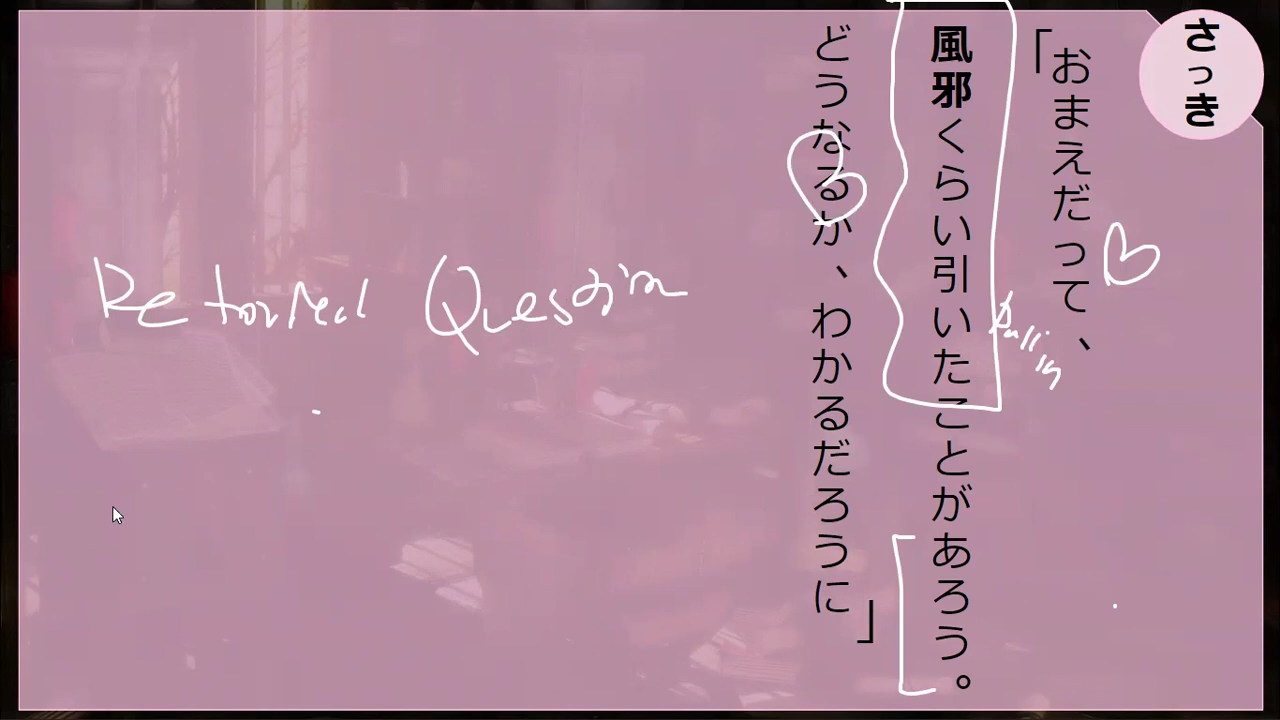 さっき
「おまえだって、
風邪くらい引いたことがあろう。
どうなるか、わかるだろうに」
Question